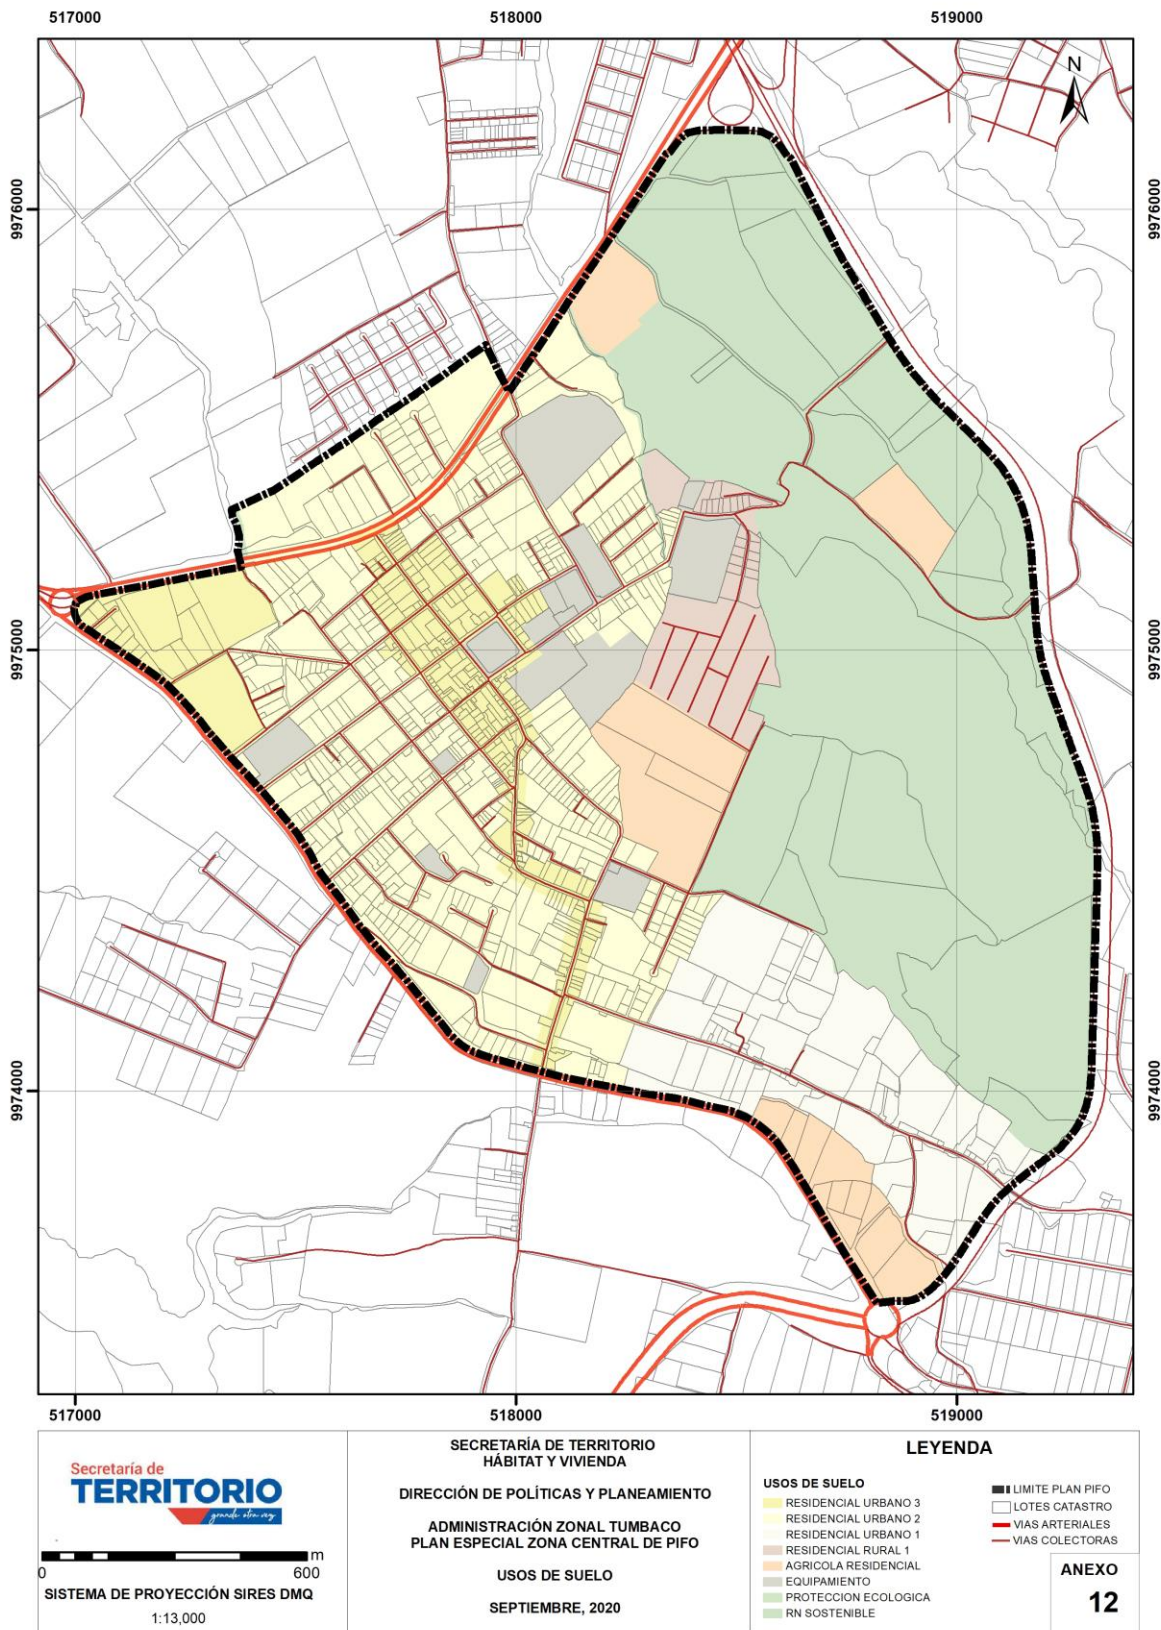 517000
518000
519000
N
9976000
9976000
9975000
9975000
9974000
9974000
517000
518000
519000
Secretaría de
TERRITORIO
grande otra vez
0
600
m
SISTEMA DE PROYECCIÓN SIRES DMQ
1:13,000
SECRETARÍA DE TERRITORIO
HÁBITAT Y VIVIENDA
DIRECCIÓN DE POLÍTICAS Y PLANEAMIENTO
ADMINISTRACIÓN ZONAL TUMBACO
PLAN ESPECIAL ZONA CENTRAL DE PIFO
USOS DE SUELO
SEPTIEMBRE, 2020
LEYENDA
USOS DE SUELO
RESIDENCIAL URBANO 3
RESIDENCIAL URBANO 2
RESIDENCIAL URBANO 1
RESIDENCIAL RURAL 1
AGRICOLA RESIDENCIAL
EQUIPAMIENTO
PROTECCION ECOLOGICA
RN SOSTENIBLE
LIMITE PLAN PIFO
LOTES CATASTRO
VIAS ARTERIALES
VIAS COLECTORAS
ANEXO
12